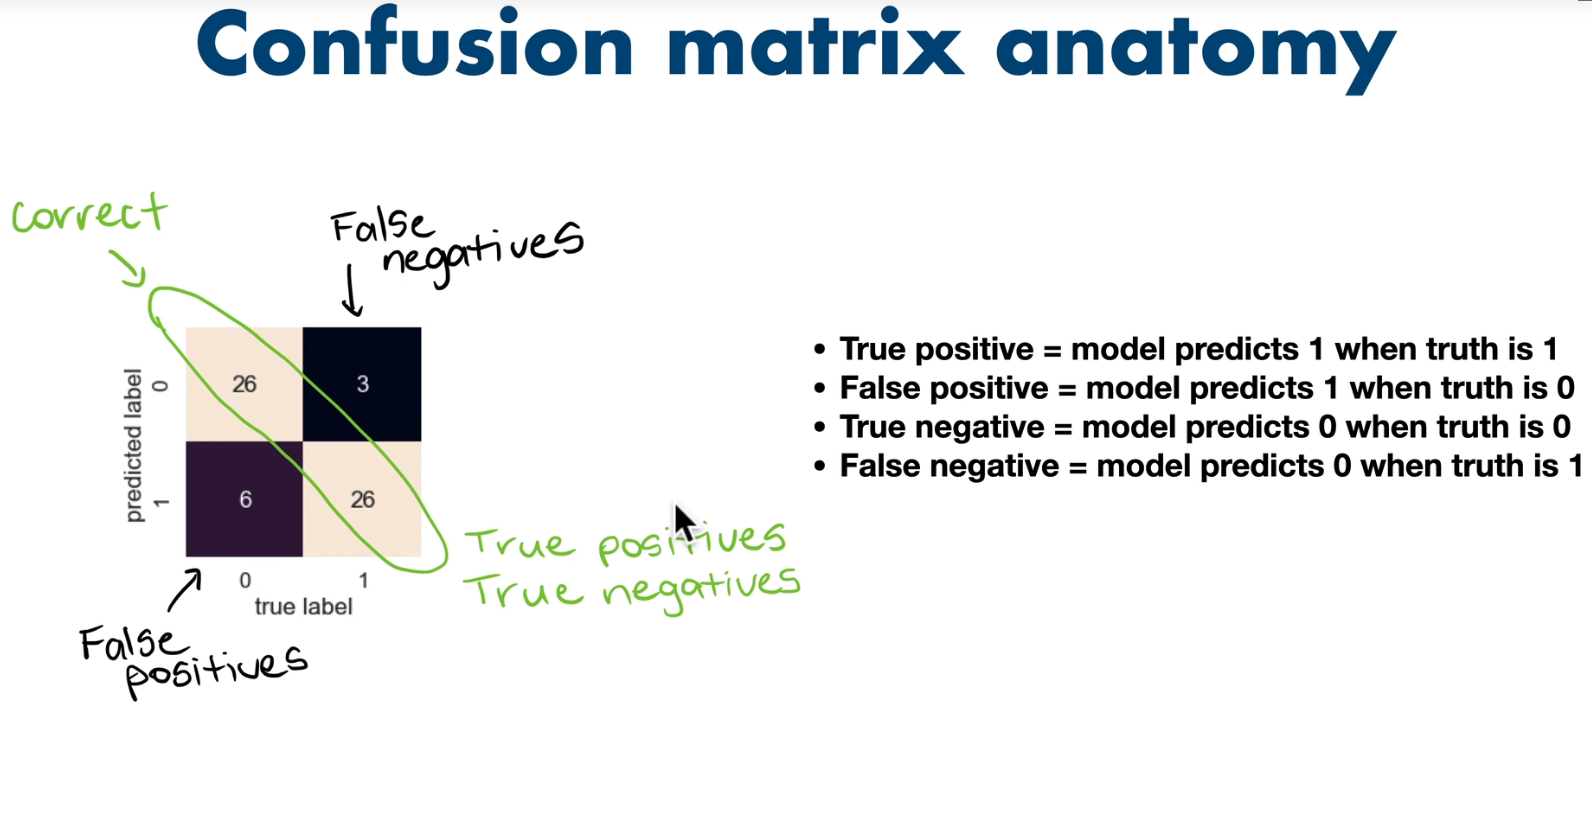 Confusion matrix anatomy
correct
False
negatives
predicted label
0
1
26
3
6
26
0
1
true label
False
positives
True positives
True negatives
• True positive = model predicts 1 when truth is 1
• False positive = model predicts 1 when truth is 0
• True negative = model predicts 0 when truth is 0
• False negative = model predicts 0 when truth is 1